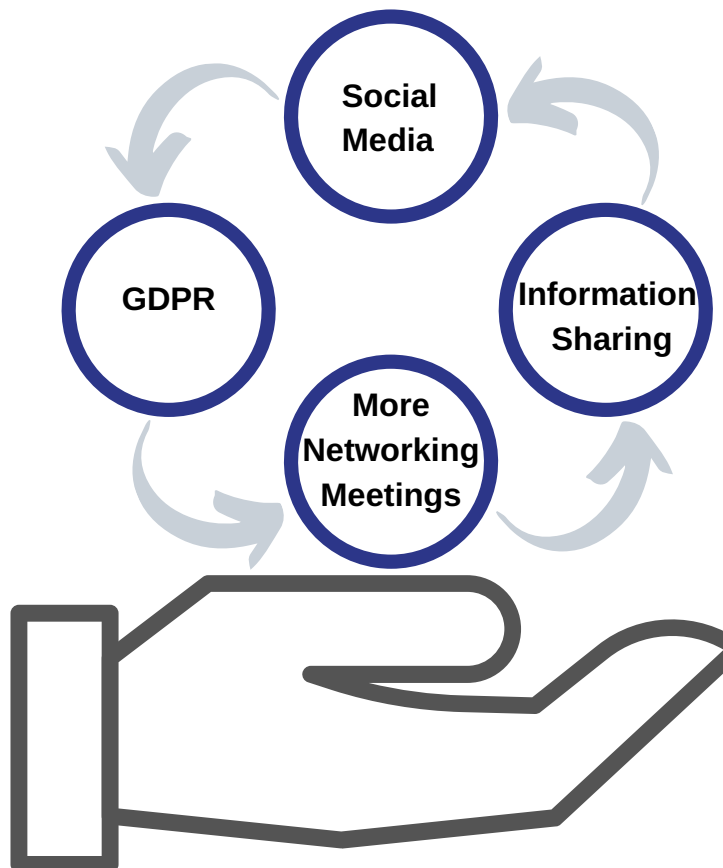 Social
Media
GDPR
Information
Sharing
More
Networking
Meetings